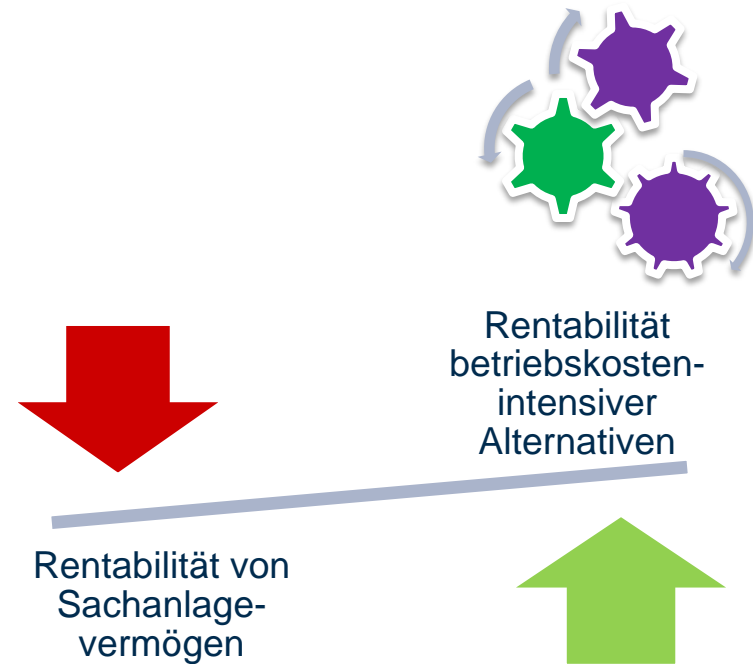 Rentabilität
betriebskosten-
intensiver
Alternativen
Rentabilität von
Sachanlage-
vermögen